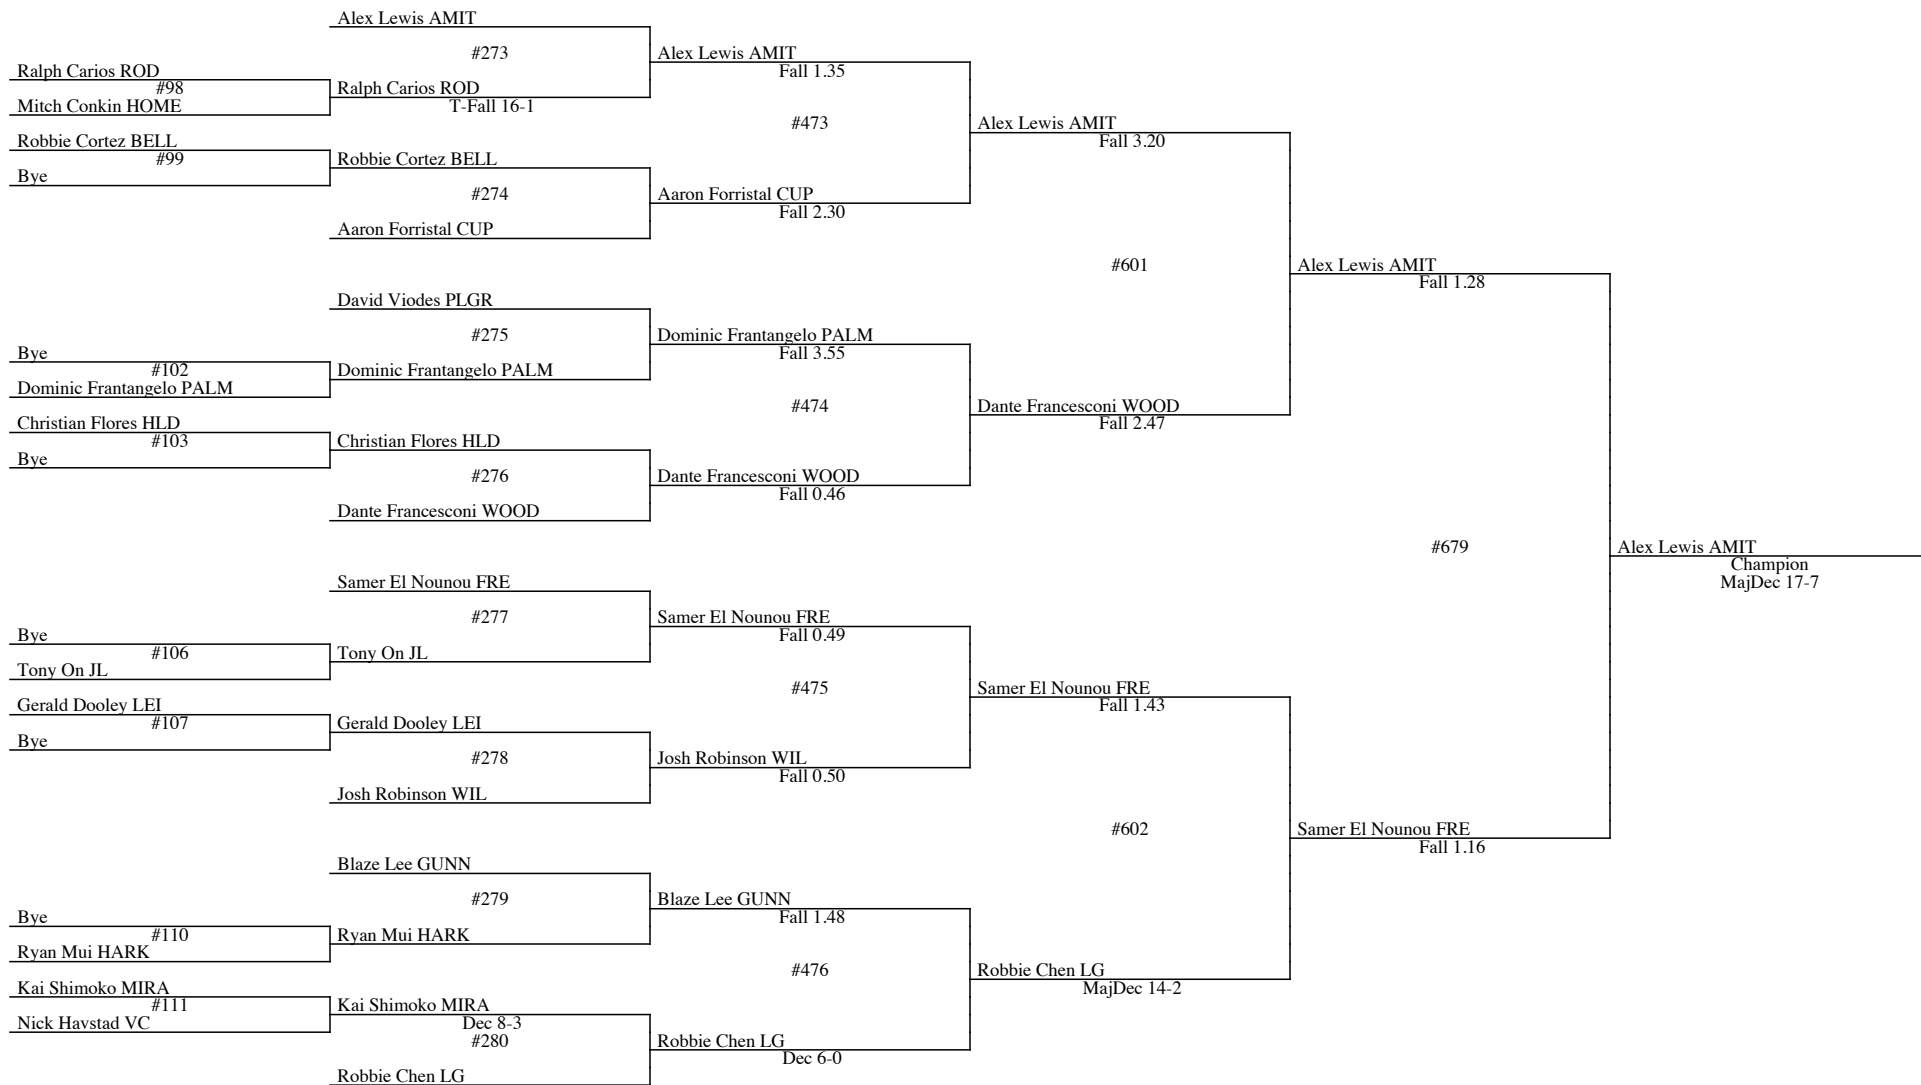 Alex Lewis AMIT
#273
Alex Lewis AMIT
Fall 1.35
Ralph Carios ROD
#98
Ralph Carios ROD
T-Fall 16-1
Mitch Conkin HOME
#473
Alex Lewis AMIT
Fall 3.20
Robbie Cortez BELL
#99
Robbie Cortez BELL
Bye
#274
Aaron Forristal CUP
Fall 2.30
Aaron Forristal CUP
#601
Alex Lewis AMIT
Fall 1.28
David Viodes PLGR
#275
Dominic Frantangelo PALM
Fall 3.55
Bye
#102
Dominic Frantangelo PALM
Dominic Frantangelo PALM
#474
Dante Francesconi WOOD
Fall 2.47
Christian Flores HLD
#103
Christian Flores HLD
Bye
#276
Dante Francesconi WOOD
Fall 0.46
Dante Francesconi WOOD
#679
Alex Lewis AMIT
Champion
MajDec 17-7
Samer El Nounou FRE
#277
Samer El Nounou FRE
Fall 0.49
Bye
#106
Tony On JL
Tony On JL
#475
Samer El Nounou FRE
Fall 1.43
Gerald Dooley LEI
#107
Gerald Dooley LEI
Bye
#278
Josh Robinson WIL
Fall 0.50
Josh Robinson WIL
#602
Samer El Nounou FRE
Fall 1.16
Blaze Lee GUNN
#279
Blaze Lee GUNN
Fall 1.48
Bye
#110
Ryan Mui HARK
Ryan Mui HARK
#476
Robbie Chen LG
MajDec 14-2
Kai Shimoko MIRA
#111
Kai Shimoko MIRA
Dec 8-3
Nick Havstad VC
#280
Robbie Chen LG
Dec 6-0
Robbie Chen LG